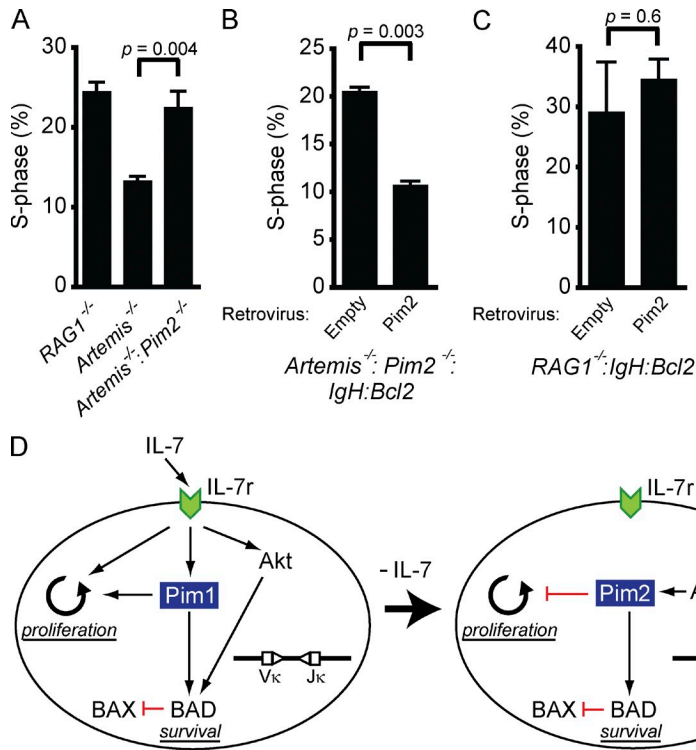 A
p = 0.004
S-phase (%)
30
20
10
0
RAG1-/-
Artemis-/-
Artemis-/-: Pim2-/-
B
p = 0.003
S-phase (%)
25
20
15
10
5
0
Retrovirus:
Empty
Pim2
Artemis-/-: Pim2-/-:
IgH:Bcl2
C
p = 0.6
S-phase (%)
40
30
20
10
0
Retrovirus:
Empty
Pim2
RAG1-/-:IgH:Bcl2
D
IL-7
IL-7r
Akt
Pim1
proliferation
Vκ Jκ
BAX BAD
survival
- IL-7
IL-7r
Pim2
A
proliferation
BAX BAD
survival